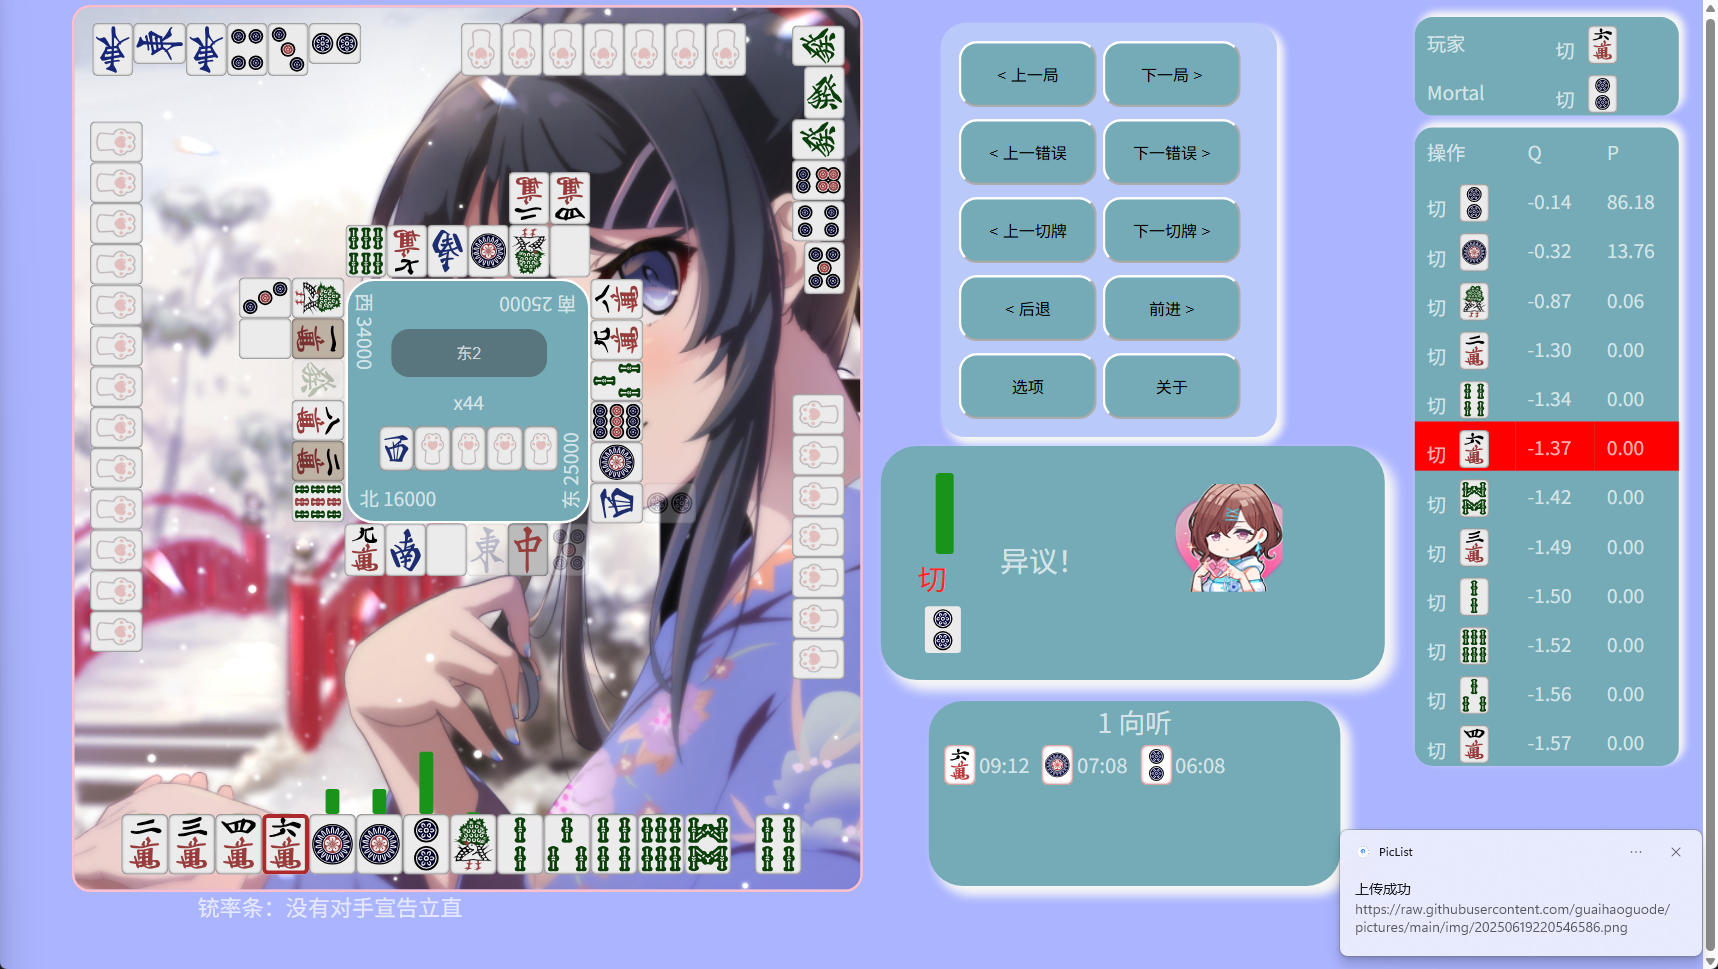 < 上一局
下一局 >
< 上一错误
下一错误 >
< 上一切牌
下一切牌 >
< 后退
前进 >
选项
关于
南 25000
西 34000
东2
x44
北 16000
东 25000
铳率条：没有对手宣告立直
切
异议！
1 向听
09:12
07:08
06:08
玩家 切
Mortal 切
操作 Q P
切 -0.14 86.18
切 -0.32 13.76
切 -0.87 0.06
切 -1.30 0.00
切 -1.34 0.00
切 -1.37 0.00
切 -1.42 0.00
切 -1.49 0.00
切 -1.50 0.00
切 -1.52 0.00
切 -1.56 0.00
切 -1.57 0.00
PicList
上传成功
https://raw.githubusercontent.com/guaihaoguode/
pictures/main/img/20250619220546586.png